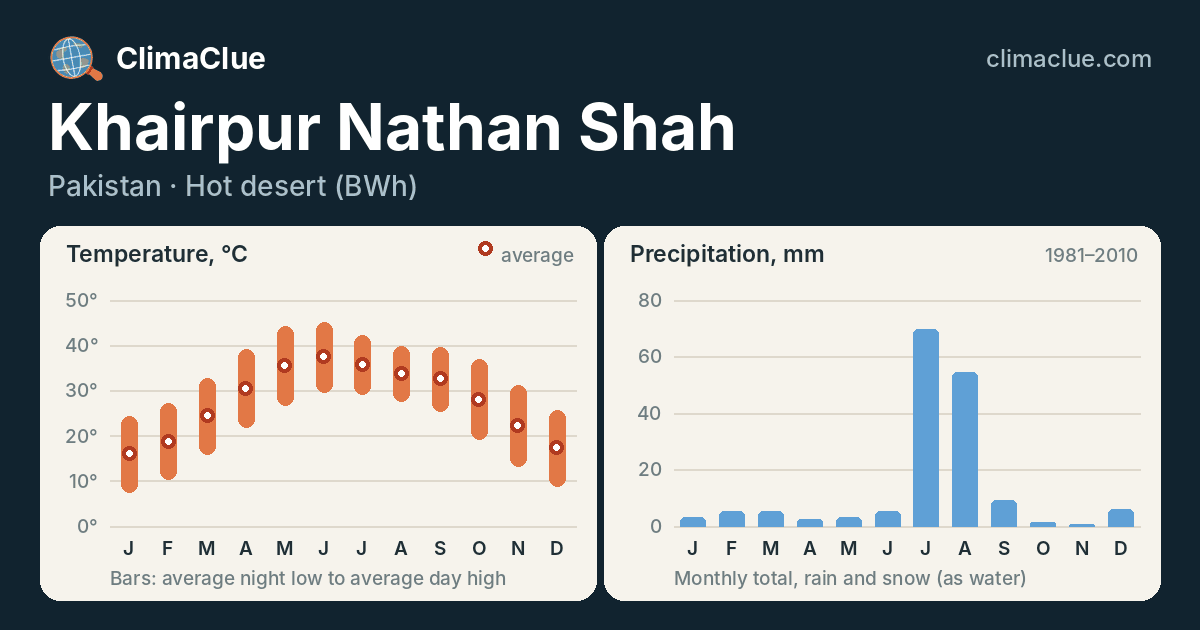 ClimaClue
climaclue.com
Khairpur Nathan Shah
Pakistan · Hot desert (BWh)
Temperature, °C
average
50°
40°
30°
20°
10°
0°
J F M A M J J A S O N D
Bars: average night low to average day high
Precipitation, mm
1981–2010
80
60
40
20
0
J F M A M J J A S O N D
Monthly total, rain and snow (as water)